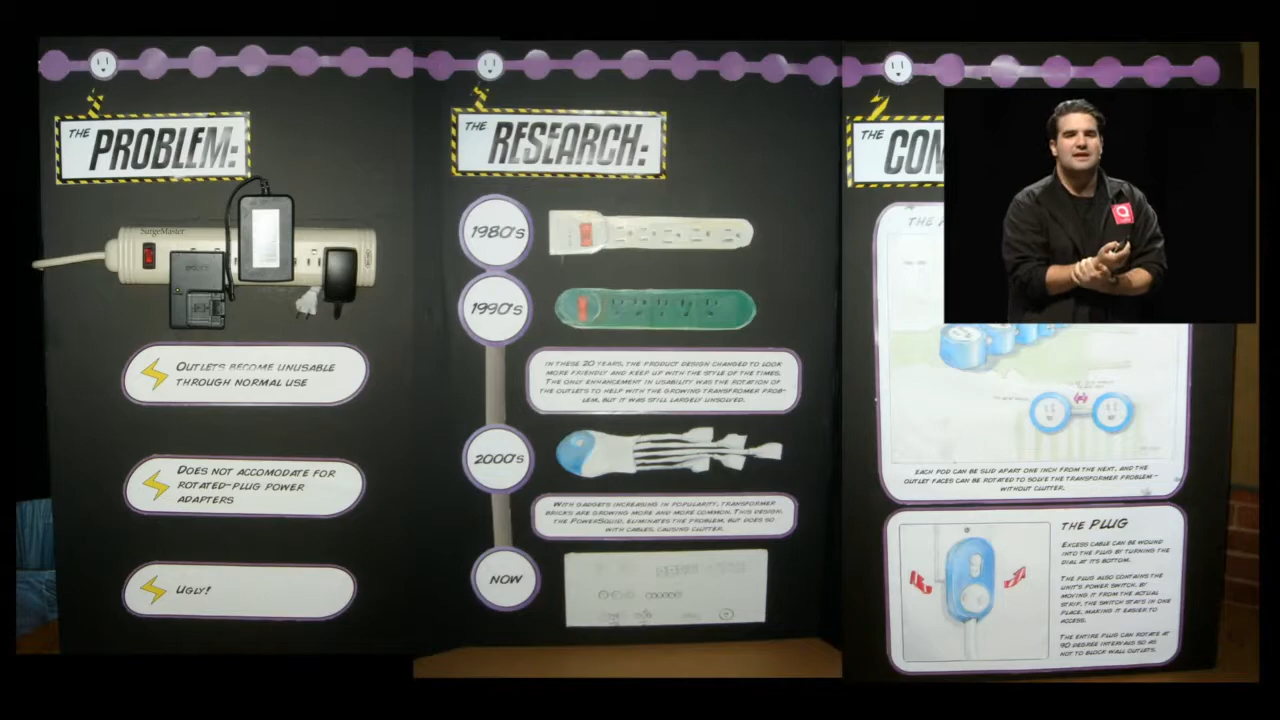 THE PROBLEM:
SurgeMaster
OUTLETS BECOME UNUSABLE
THROUGH NORMAL USE
DOES NOT ACCOMODATE FOR
ROTATED-PLUG POWER
ADAPTERS
UGLY!
THE RESEARCH:
1980'S
1990'S
IN THESE 20 YEARS, THE PRODUCT DESIGN CHANGED TO LOOK
MORE FRIENDLY AND KEEP UP WITH THE STYLE OF THE TIMES.
THE ONLY ENHANCEMENT IN USABILITY WAS THE ROTATION OF
THE OUTLETS TO HELP WITH THE GROWING TRANSFROMER PROB-
LEM, BUT IT WAS STILL LARGELY UNSOLVED.
2000'S
WITH GADGETS INCREASING IN POPULARITY, TRANSFORMER
BRICKS ARE GROWING MORE AND MORE COMMON. THIS DESIGN,
THE POWERSQUID, ELIMINATES THE PROBLEM, BUT DOES SO
WITH CABLES, CAUSING CLUTTER.
NOW
THE CON
THE
EACH POD CAN BE SLID APART ONE INCH FROM THE NEXT, AND THE
OUTLET FACES CAN BE ROTATED TO SOLVE THE TRANSFORMER PROBLEM -
WITHOUT CLUTTER.
THE PLUG
EXCESS CABLE CAN BE WOUND
INTO THE PLUG BY TURNING THE
DIAL AT ITS BOTTOM.
THE PLUG ALSO CONTAINS THE
UNIT'S POWER SWITCH. BY
MOVING IT FROM THE ACTUAL
STRIP, THE SWITCH STAYS IN ONE
PLACE, MAKING IT EASIER TO
ACCESS.
THE ENTIRE PLUG CAN ROTATE AT
90 DEGREE INTERVALS SO AS
NOT TO BLOCK WALL OUTLETS.